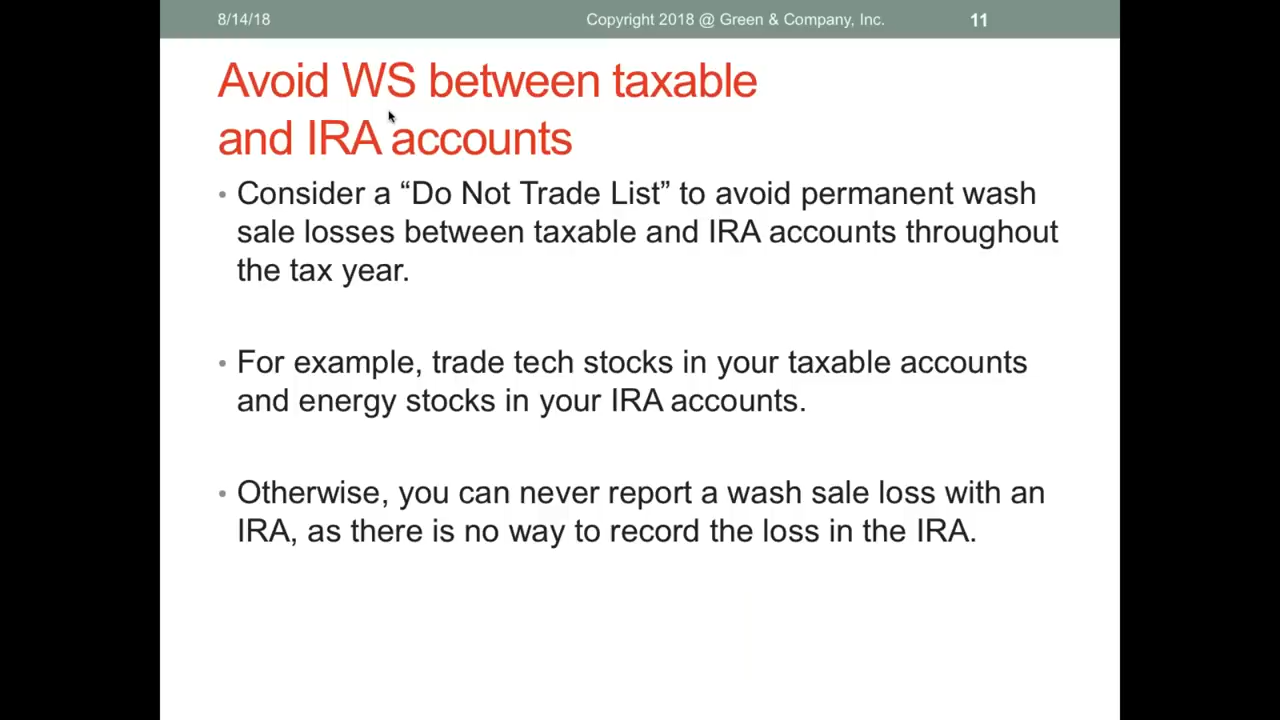 8/14/18 Copyright 2018 @ Green & Company, Inc. 11
Avoid WS between taxable
and IRA accounts
• Consider a “Do Not Trade List” to avoid permanent wash
sale losses between taxable and IRA accounts throughout
the tax year.
• For example, trade tech stocks in your taxable accounts
and energy stocks in your IRA accounts.
• Otherwise, you can never report a wash sale loss with an
IRA, as there is no way to record the loss in the IRA.